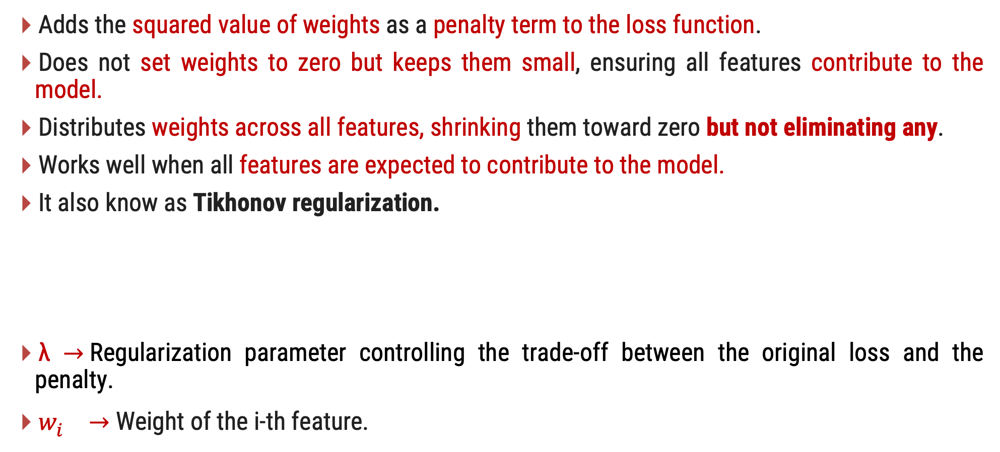 Adds the squared value of weights as a penalty term to the loss function.
Does not set weights to zero but keeps them small, ensuring all features contribute to the
model.
Distributes weights across all features, shrinking them toward zero but not eliminating any.
Works well when all features are expected to contribute to the model.
It also know as Tikhonov regularization.
λ → Regularization parameter controlling the trade-off between the original loss and the
penalty.
wᵢ → Weight of the i-th feature.